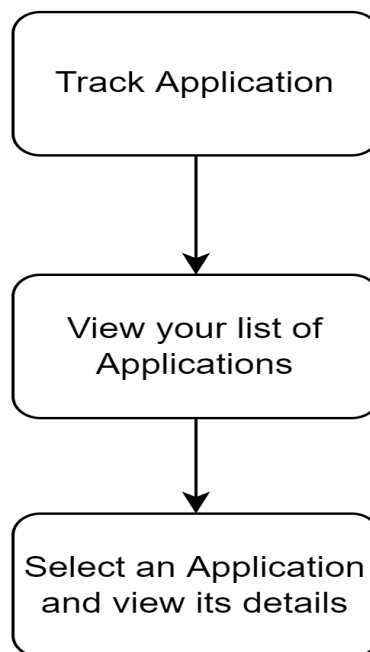 Track Application
View your list of
Applications
Select an Application
and view its details